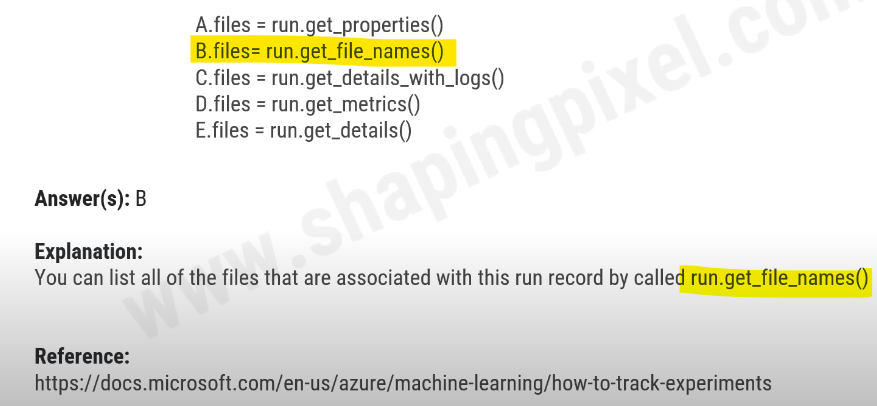 A.files = run.get_properties()
B.files= run.get_file_names()
C.files = run.get_details_with_logs()
D.files = run.get_metrics()
E.files = run.get_details()
www.shapingpixel.com
Answer(s): B
Explanation:
You can list all of the files that are associated with this run record by called run.get_file_names()
Reference:
https://docs.microsoft.com/en-us/azure/machine-learning/how-to-track-experiments